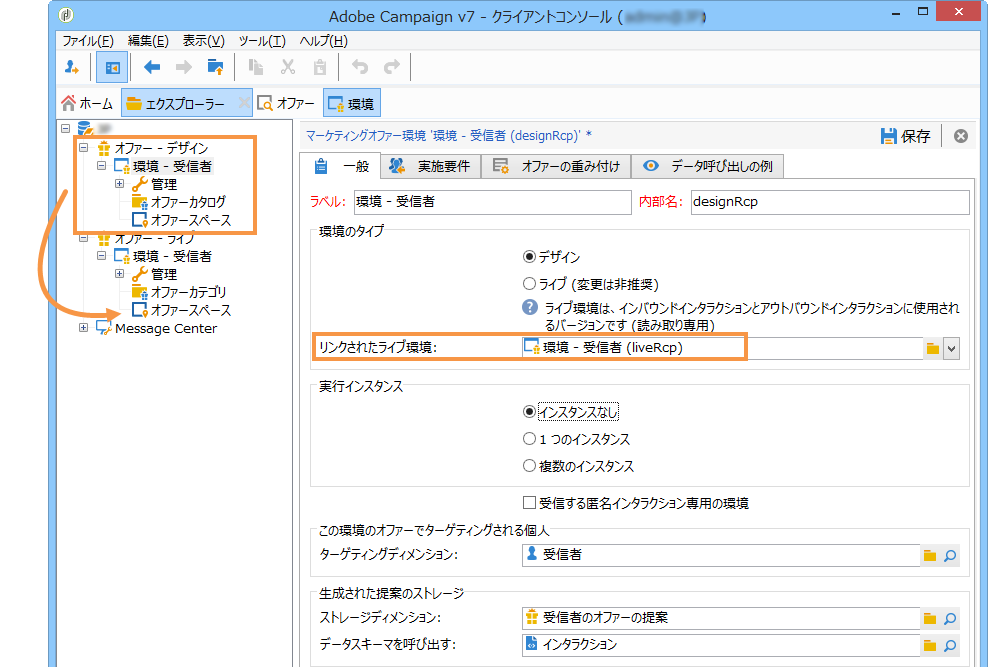 Adobe Campaign v7 - クライアントコンソール (
ファイル(F) 編集(E) 表示(V) ツール(T) ヘルプ(H)
ホーム エクスプローラー オファー 環境
オファー - デザイン
環境 - 受信者
管理
オファーカタログ
オファースペース
オファー - ライブ
環境 - 受信者
管理
オファーカテゴリ
オファースペース
Message Center
マーケティングオファー環境 '環境 - 受信者 (designRcp)' *
保存
一般 実施要件 オファーの重み付け データ呼び出しの例
ラベル: 環境 - 受信者 内部名: designRcp
環境のタイプ
デザイン
ライブ (変更は非推奨)
ライブ環境は、インバウンドインタラクションとアウトバウンドインタラクションに使用され
るバージョンです (読み取り専用)
リンクされたライブ環境: 環境 - 受信者 (liveRcp)
実行インスタンス
インスタンスなし
1 つのインスタンス
複数のインスタンス
受信する匿名インタラクション専用の環境
この環境のオファーでターゲティングされる個人
ターゲティングディメンション: 受信者
生成された提案のストレージ
ストレージディメンション: 受信者のオファーの提案
データスキーマを呼び出す: インタラクション